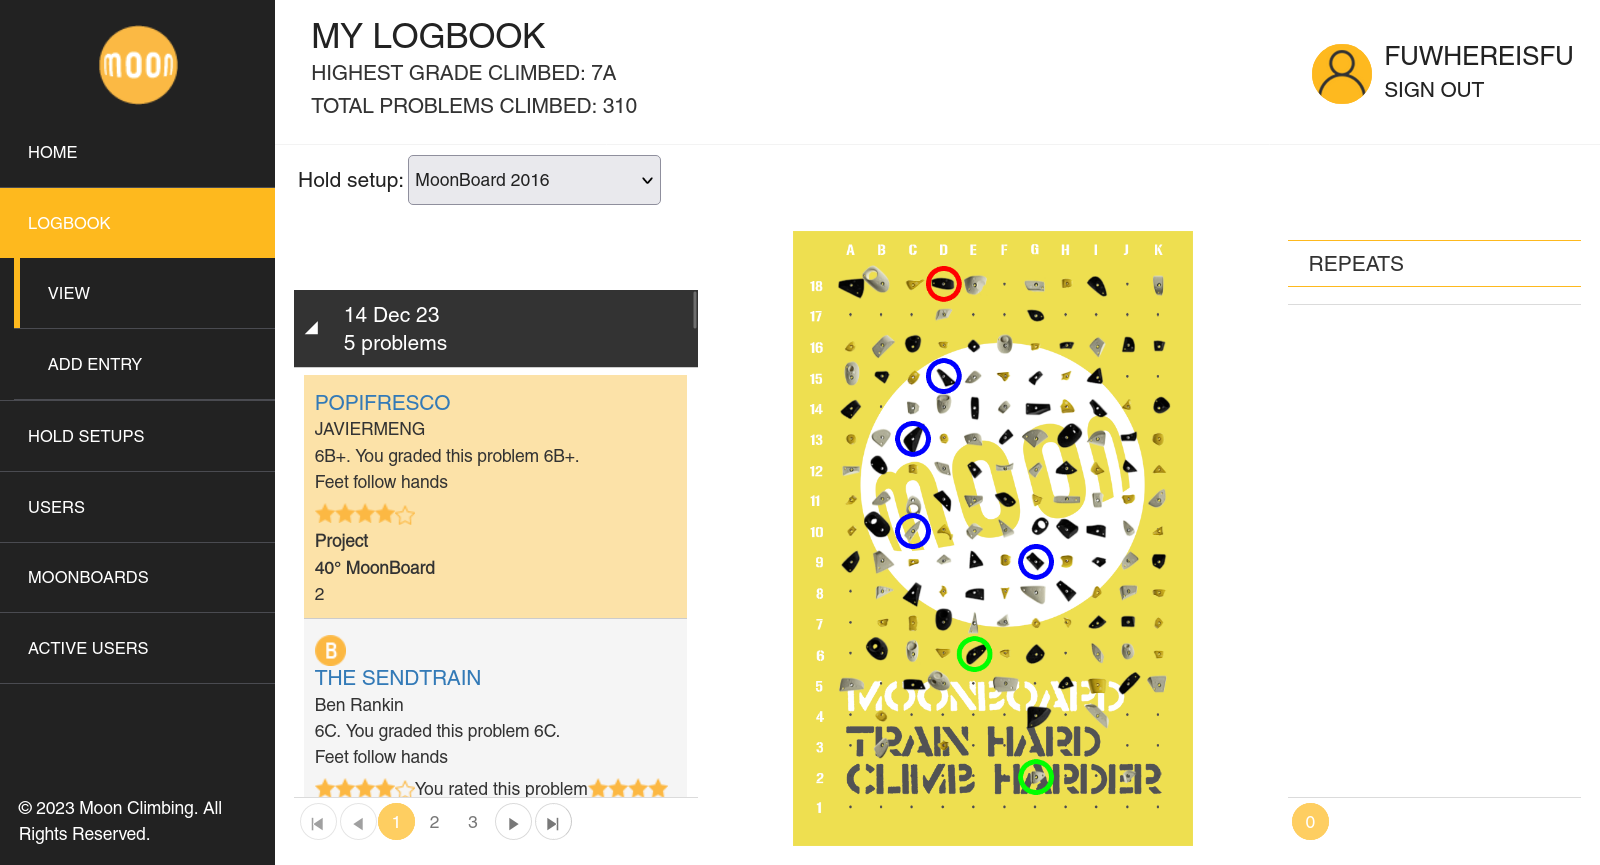 moon
HOME
LOGBOOK
VIEW
ADD ENTRY
HOLD SETUPS
USERS
MOONBOARDS
ACTIVE USERS
© 2023 Moon Climbing. All
Rights Reserved.
MY LOGBOOK
HIGHEST GRADE CLIMBED: 7A
TOTAL PROBLEMS CLIMBED: 310
FUWHEREISFU
SIGN OUT
Hold setup: MoonBoard 2016
14 Dec 23
5 problems
POPIFRESCO
JAVIERMENG
6B+. You graded this problem 6B+.
Feet follow hands
Project
40° MoonBoard
2
B
THE SENDTRAIN
Ben Rankin
6C. You graded this problem 6C.
Feet follow hands
You rated this problem
1 2 3
A B C D E F G H I J K
18
17
16
15
14
13
12
11
10
9
8
7
6
5
4
3
2
1
moon
MOONBOARD
TRAIN HARD
CLIMB HARDER
REPEATS
0